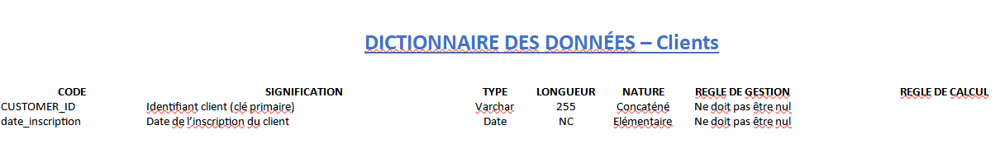 DICTIONNAIRE DES DONNÉES – Clients
CODE SIGNIFICATION TYPE LONGUEUR NATURE REGLE DE GESTION REGLE DE CALCUL
CUSTOMER_ID Identifiant client (clé primaire) Varchar 255 Concaténé Ne doit pas être nul
date_inscription Date de l’inscription du client Date NC Elémentaire Ne doit pas être nul